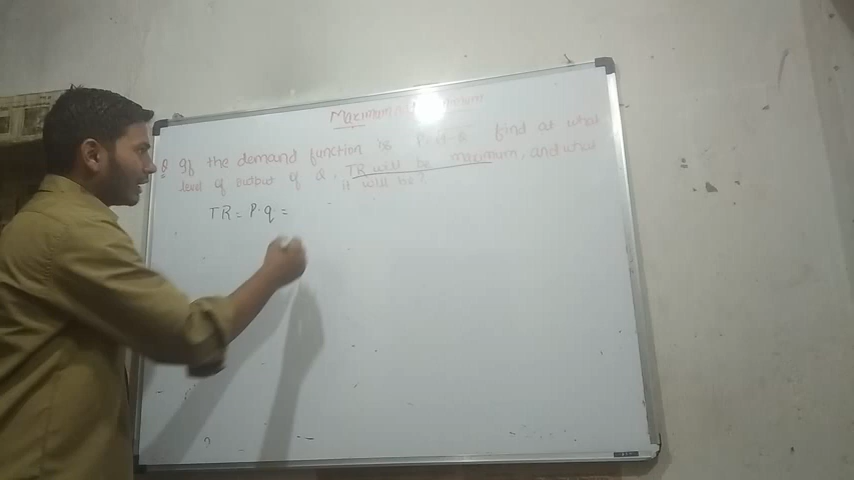 Maximum
Q If the demand function is P= find at what
level of output of Q, TR will be maximum, and what
it will be?
TR = P.q =